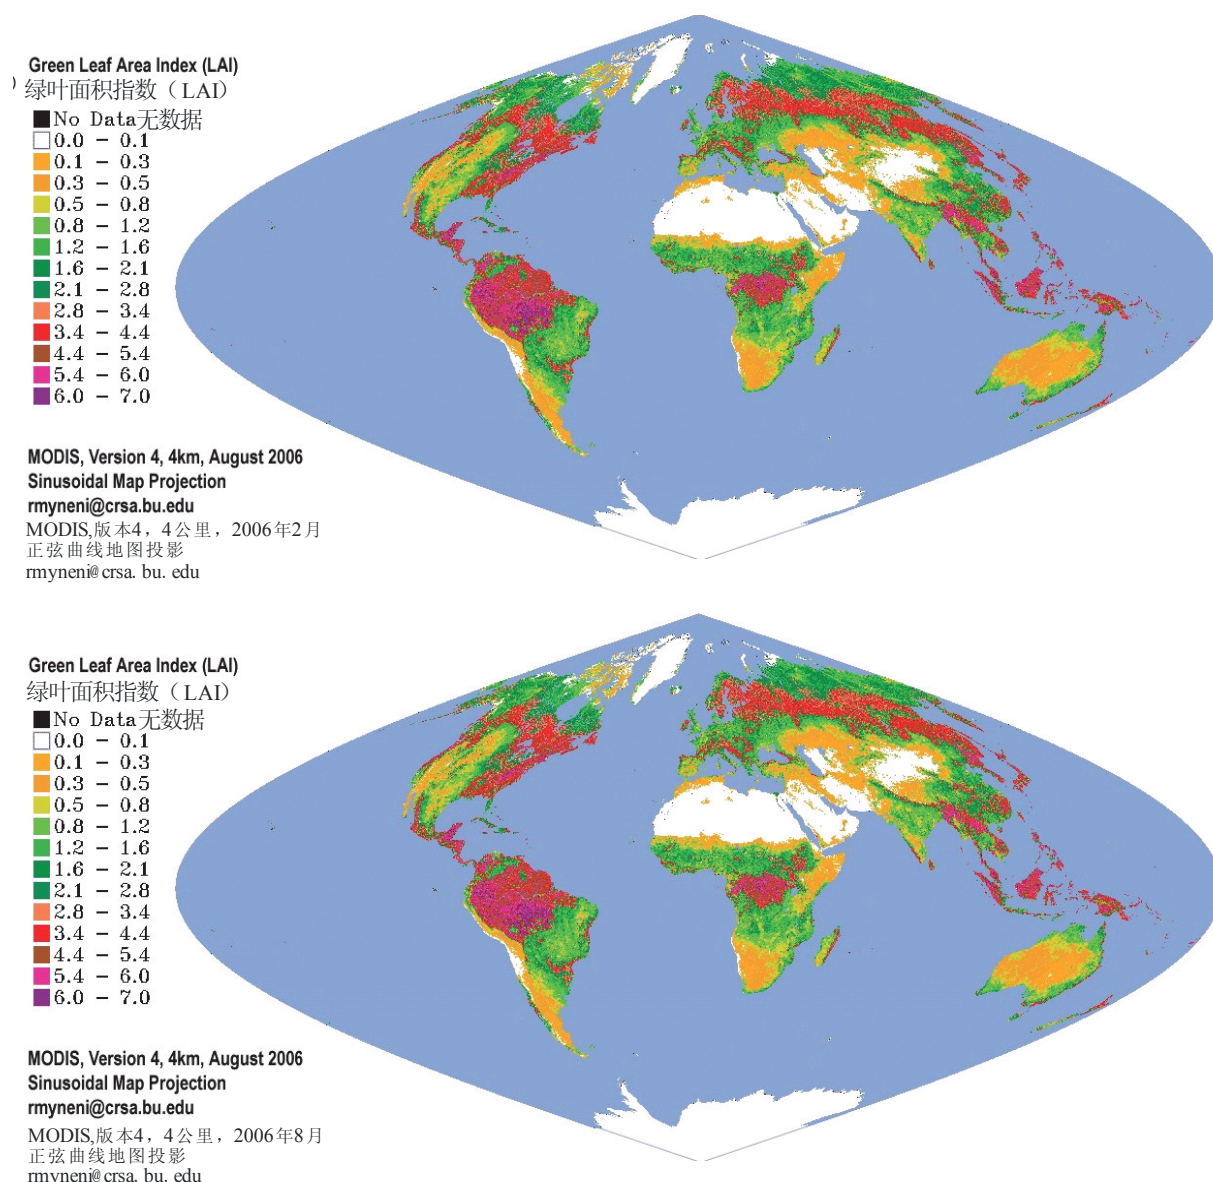 Green Leaf Area Index (LAI)
绿叶面积指数（LAI）
No Data无数据
0.0 - 0.1
0.1 - 0.3
0.3 - 0.5
0.5 - 0.8
0.8 - 1.2
1.2 - 1.6
1.6 - 2.1
2.1 - 2.8
2.8 - 3.4
3.4 - 4.4
4.4 - 5.4
5.4 - 6.0
6.0 - 7.0
MODIS, Version 4, 4km, August 2006
Sinusoidal Map Projection
rmyneni@crsa.bu.edu
MODIS,版本4，4公里，2006年2月
正弦曲线地图投影
rmyneni@crsa. bu. edu
Green Leaf Area Index (LAI)
绿叶面积指数（LAI）
No Data无数据
0.0 - 0.1
0.1 - 0.3
0.3 - 0.5
0.5 - 0.8
0.8 - 1.2
1.2 - 1.6
1.6 - 2.1
2.1 - 2.8
2.8 - 3.4
3.4 - 4.4
4.4 - 5.4
5.4 - 6.0
6.0 - 7.0
MODIS, Version 4, 4km, August 2006
Sinusoidal Map Projection
rmyneni@crsa.bu.edu
MODIS,版本4，4公里，2006年8月
正弦曲线地图投影
rmyneni@crsa. bu. edu